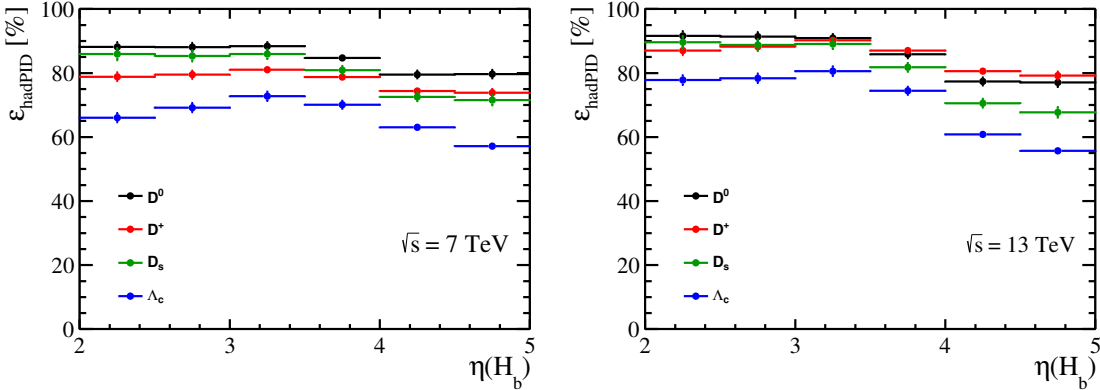 ε_hadPID [%]
100
80
60
40
20
0
D⁰
D⁺
D_s
Λ_c
√s = 7 TeV
2 3 4 5
η(H_b)
ε_hadPID [%]
100
80
60
40
20
0
D⁰
D⁺
D_s
Λ_c
√s = 13 TeV
2 3 4 5
η(H_b)